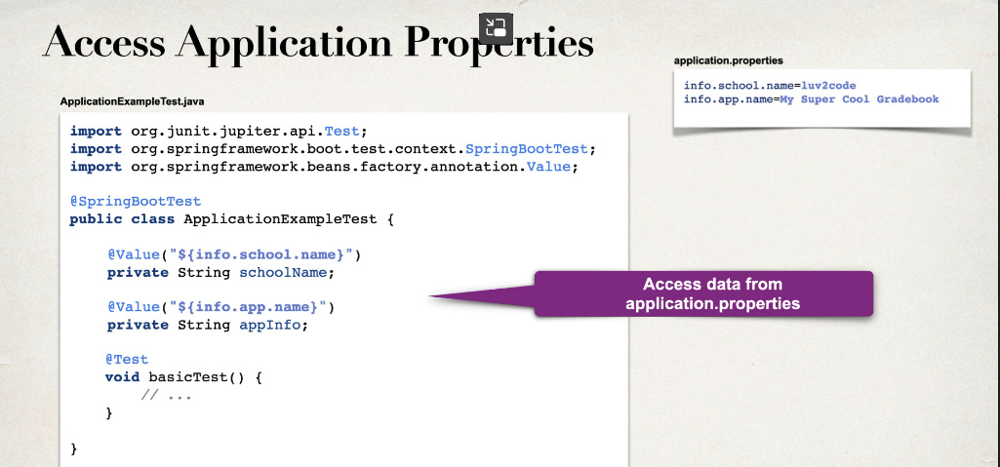 Access Application Properties
application.properties
info.school.name=luv2code
info.app.name=My Super Cool Gradebook
ApplicationExampleTest.java
import org.junit.jupiter.api.Test;
import org.springframework.boot.test.context.SpringBootTest;
import org.springframework.beans.factory.annotation.Value;
@SpringBootTest
public class ApplicationExampleTest {
@Value("${info.school.name}")
private String schoolName;
@Value("${info.app.name}")
private String appInfo;
@Test
void basicTest() {
// ...
}
}
Access data from
application.properties